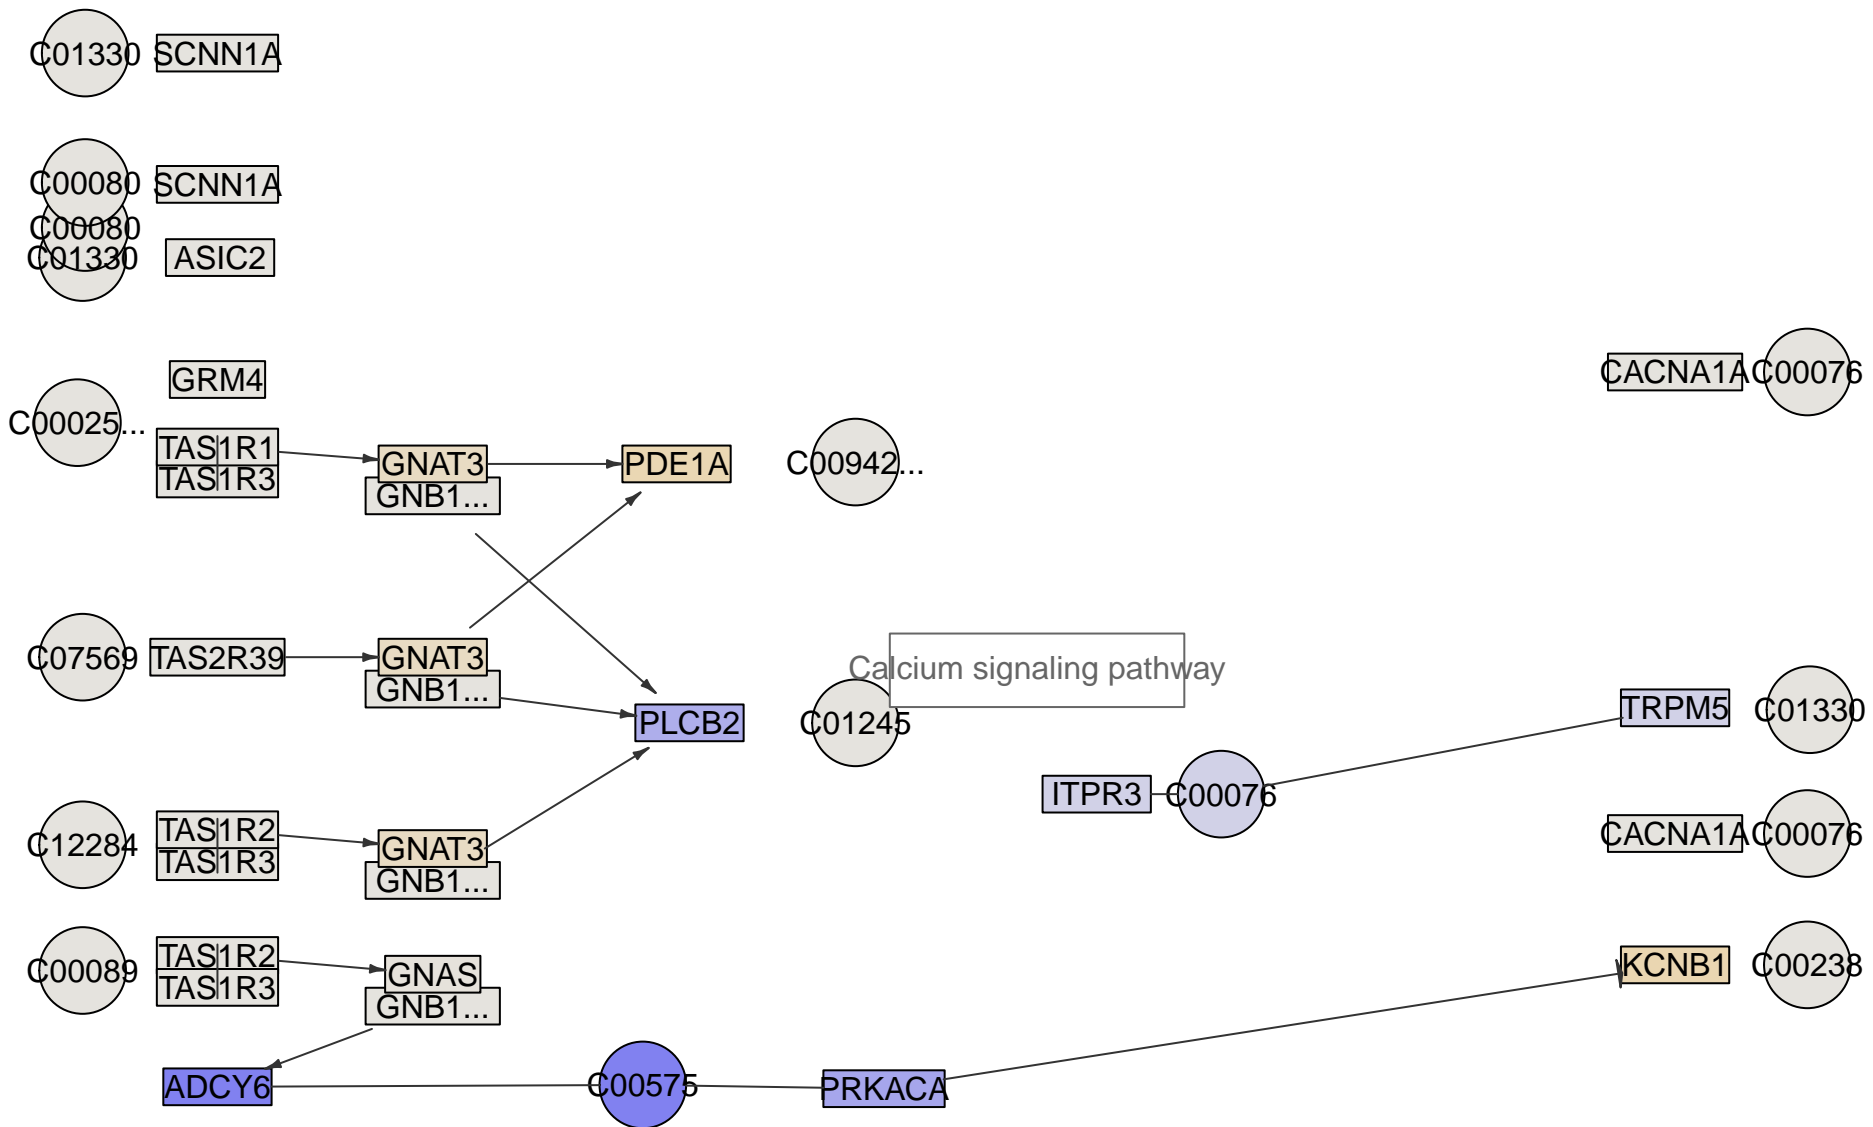 C01330 SCNN1A
C00080 SCNN1A
C00080
C01330 ASIC2
GRM4
CACNA1A C00076
C00025...
TAS1R1
TAS1R3
GNAT3
GNB1...
PDE1A
C00942...
C07569 TAS2R39 GNAT3
GNB1...
Calcium signaling pathway
PLCB2
C01245
TRPM5 C01330
ITPR3 C00076
C12284
TAS1R2
TAS1R3
GNAT3
GNB1...
CACNA1A C00076
C00089
TAS1R2
TAS1R3
GNAS
GNB1...
KCNB1 C00238
ADCY6 C00575 PRKACA